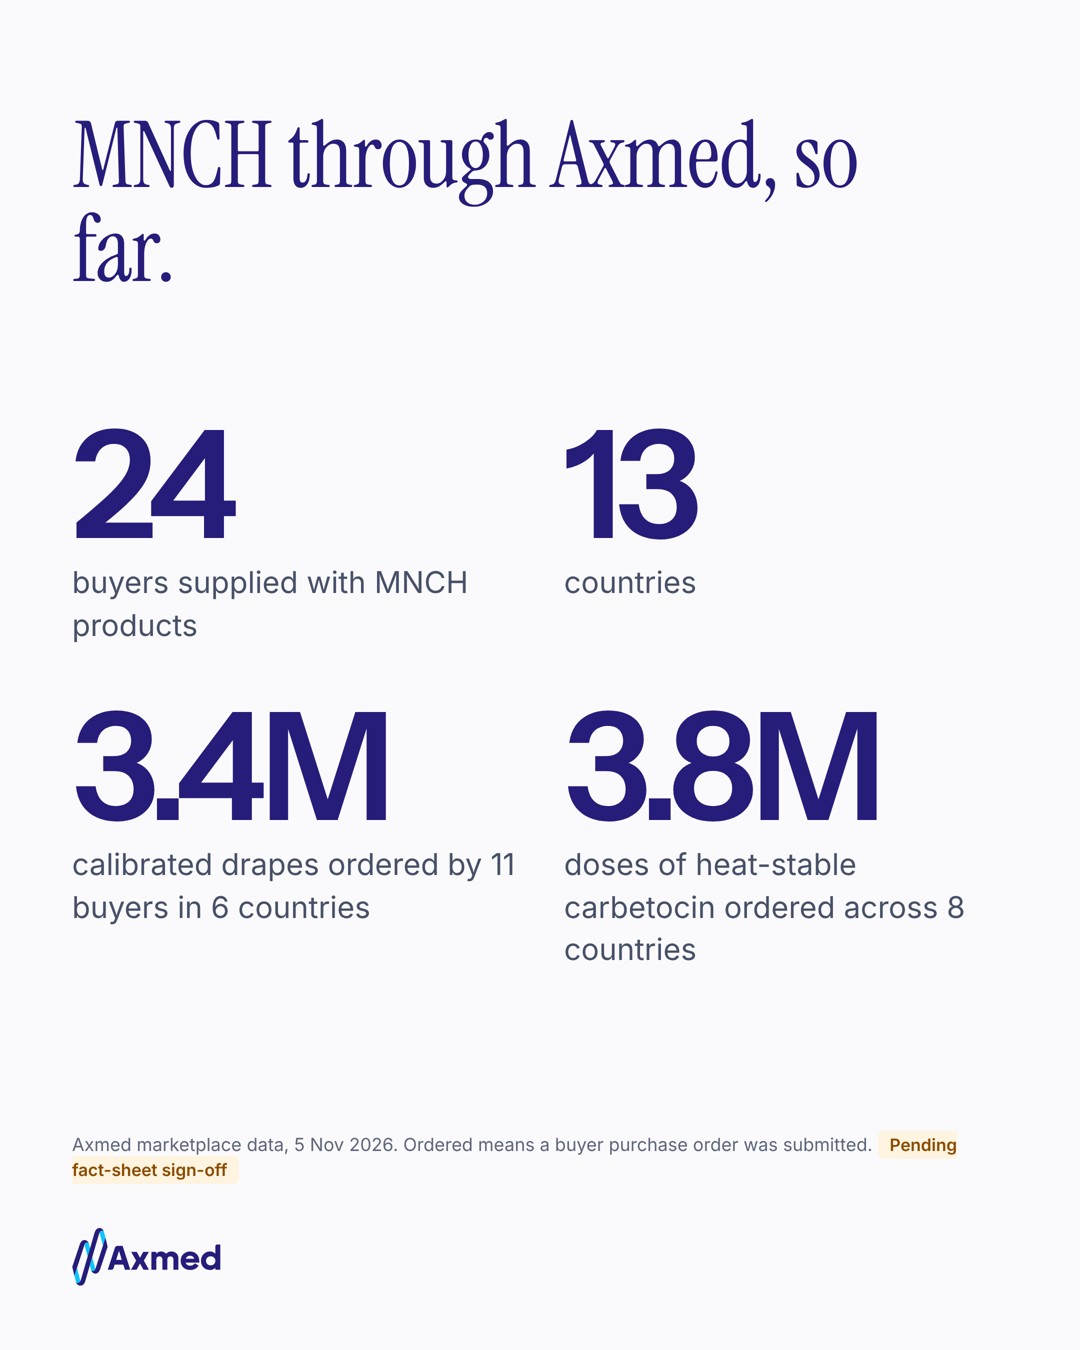 MNCH through Axmed, so
far.
24
buyers supplied with MNCH
products
13
countries
3.4M
calibrated drapes ordered by 11
buyers in 6 countries
3.8M
doses of heat-stable
carbetocin ordered across 8
countries
Axmed marketplace data, 5 Nov 2026. Ordered means a buyer purchase order was submitted. Pending
fact-sheet sign-off
Axmed